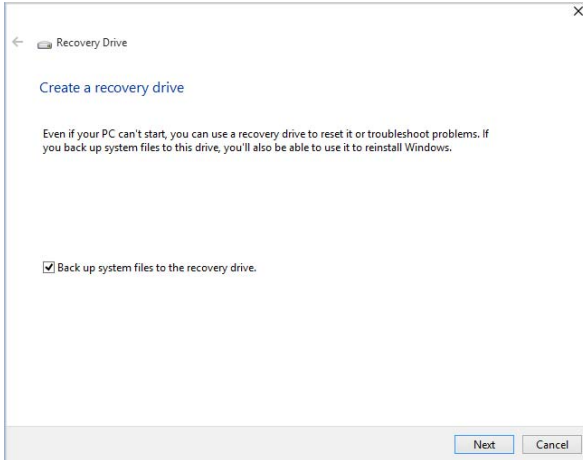 Recovery Drive
Create a recovery drive
Even if your PC can't start, you can use a recovery drive to reset it or troubleshoot problems. If
you back up system files to this drive, you'll also be able to use it to reinstall Windows.
Back up system files to the recovery drive.
Next Cancel